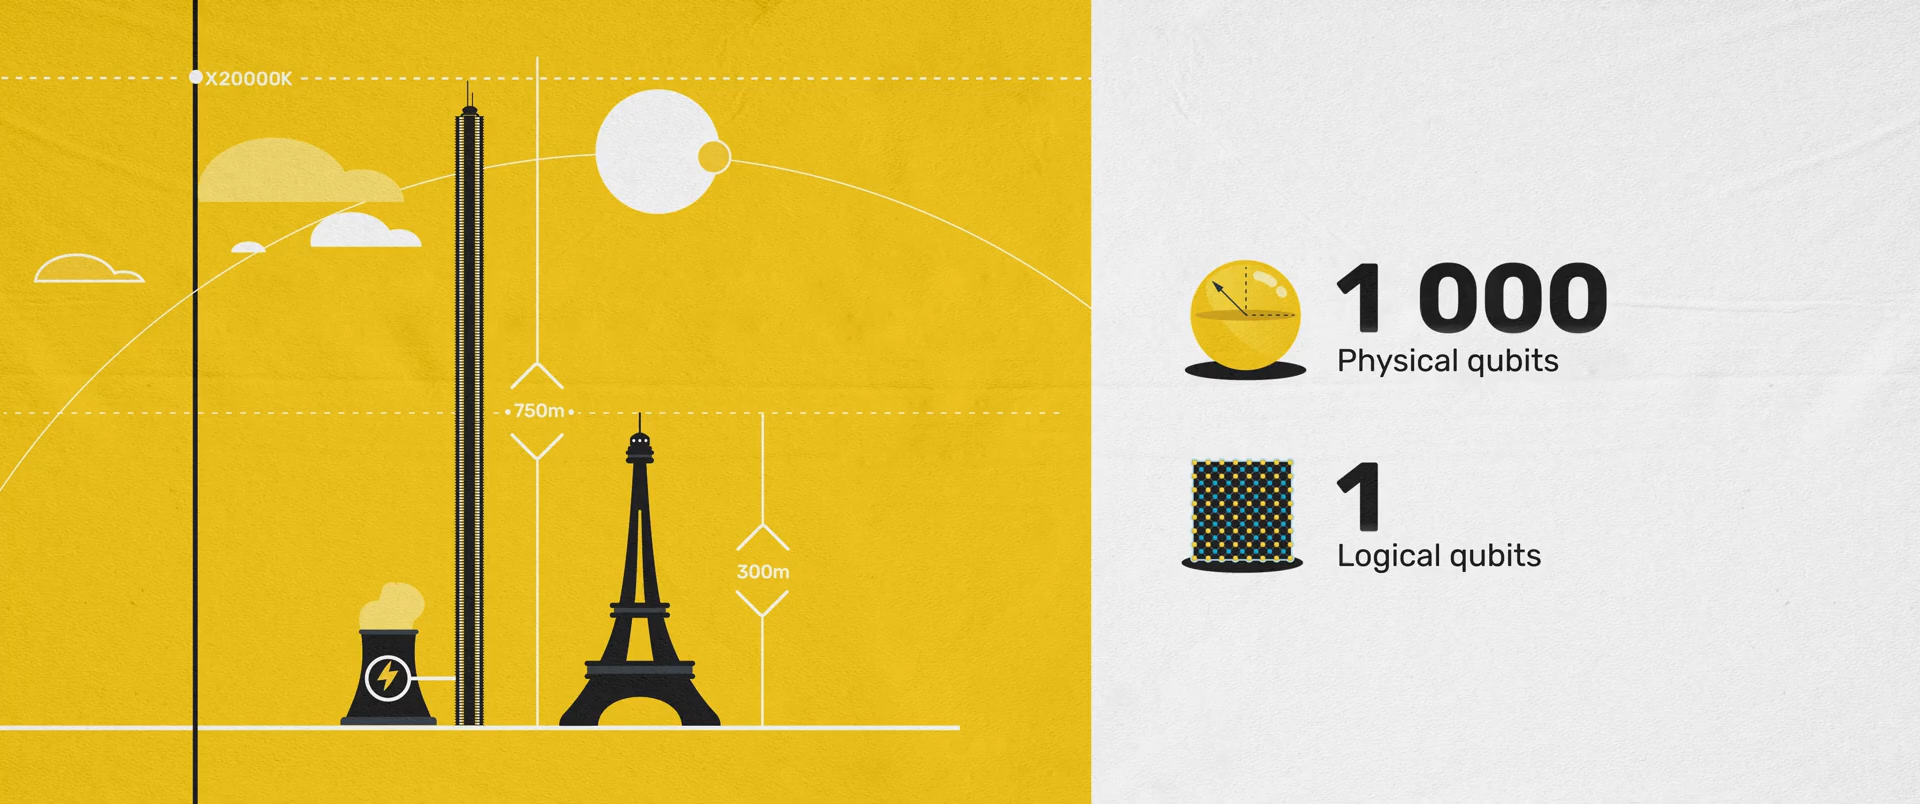 X20000K
750m
300m
1 000
Physical qubits
1
Logical qubits